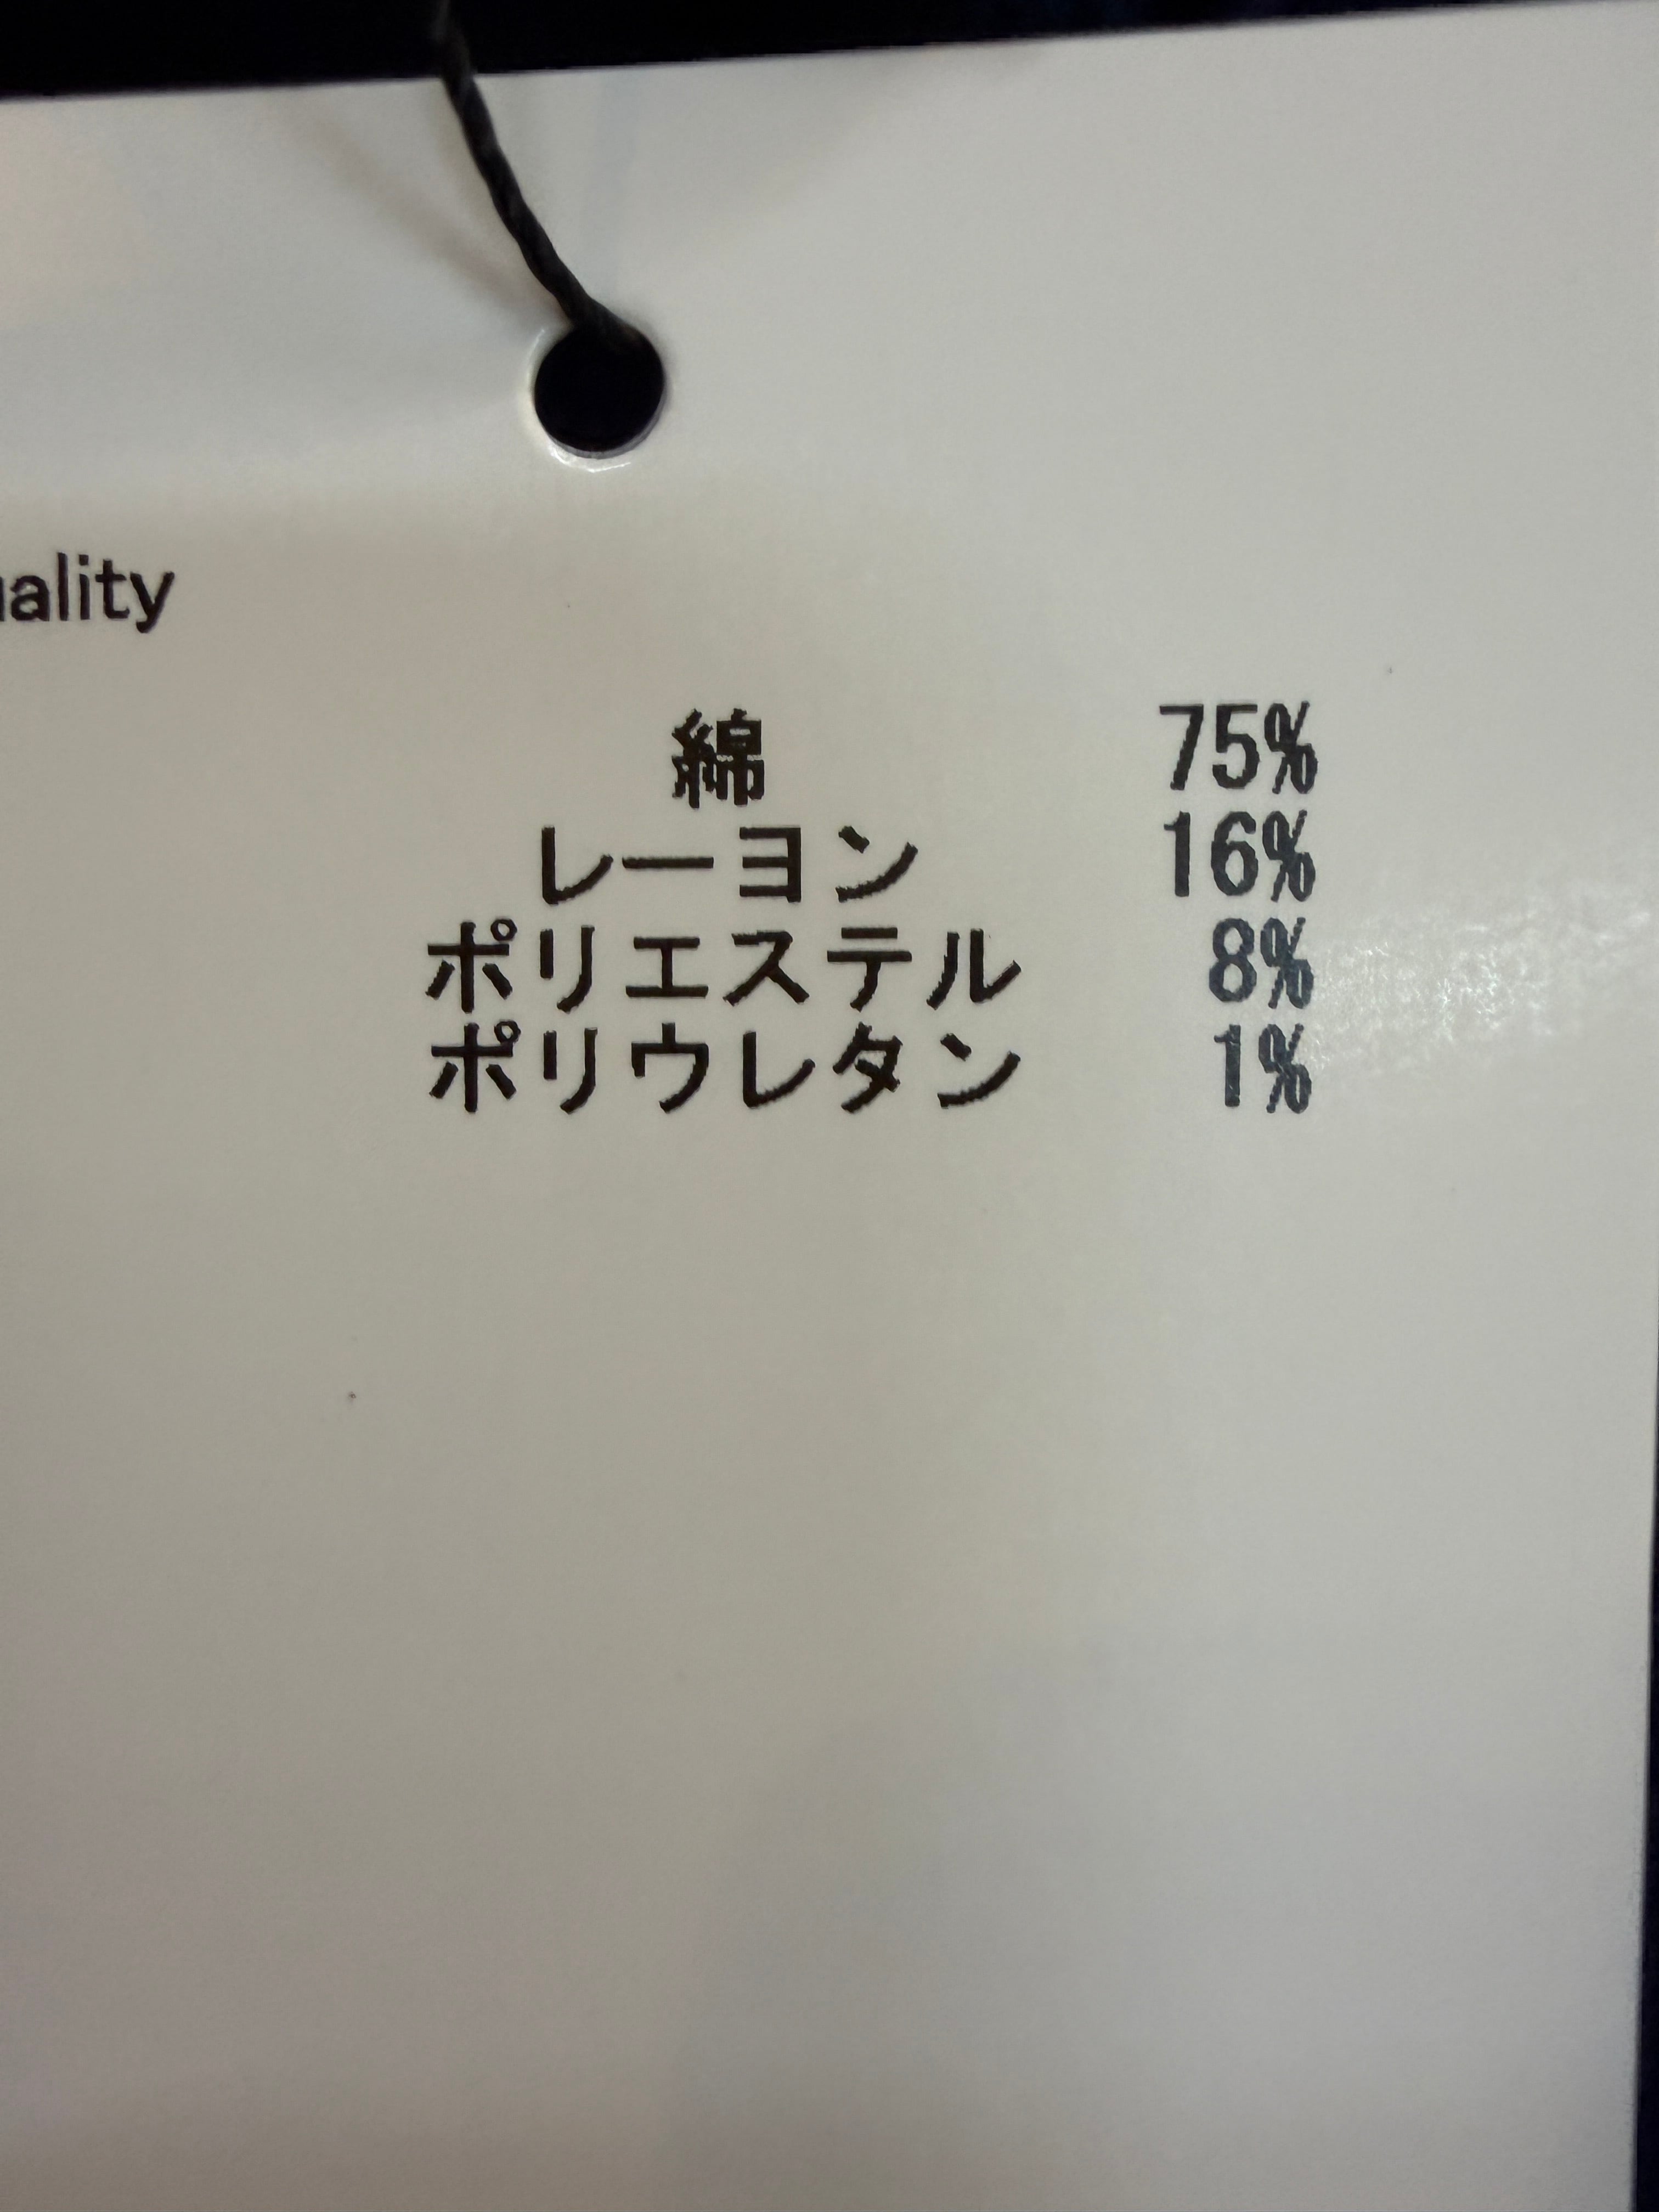 uality
綿 75%
レーヨン 16%
ポリエステル 8%
ポリウレタン 1%